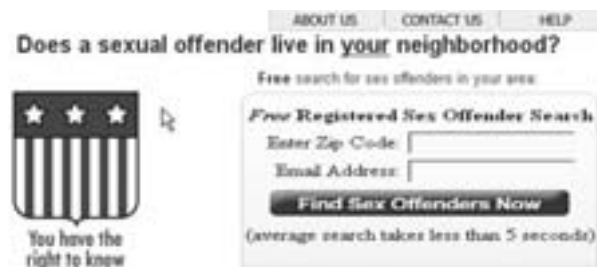 ABOUT US CONTACT US HELP
Does a sexual offender live in your neighborhood?
Free search for sex offenders in your area:
Free Registered Sex Offender Search
Enter Zip Code:
Email Address:
Find Sex Offenders Now
(average search takes less than 5 seconds)
You have the
right to know